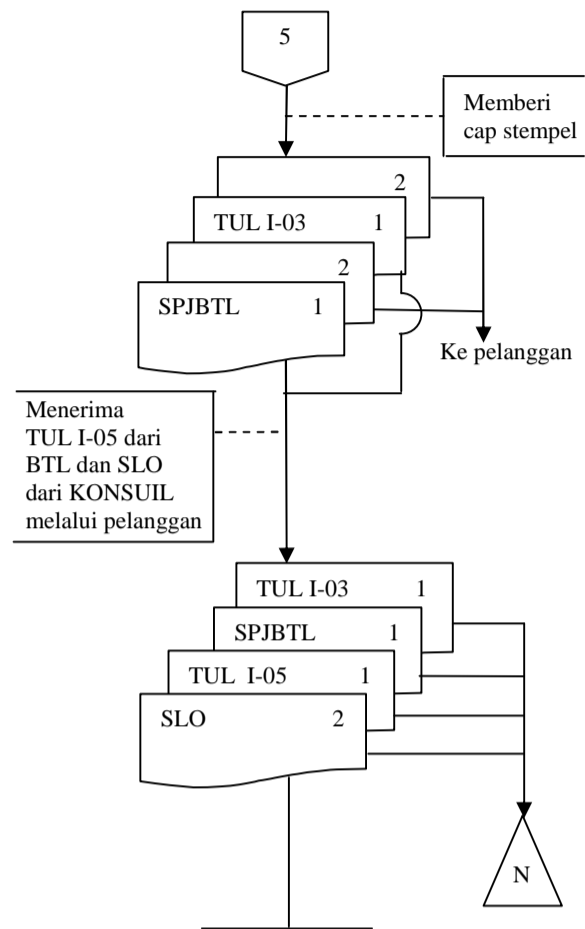 5
Memberi
cap stempel
2
TUL I-03 1
2
SPJBTL 1
Ke pelanggan
Menerima
TUL I-05 dari
BTL dan SLO
dari KONSUIL
melalui pelanggan
TUL I-03 1
SPJBTL 1
TUL I-05 1
SLO 2
N